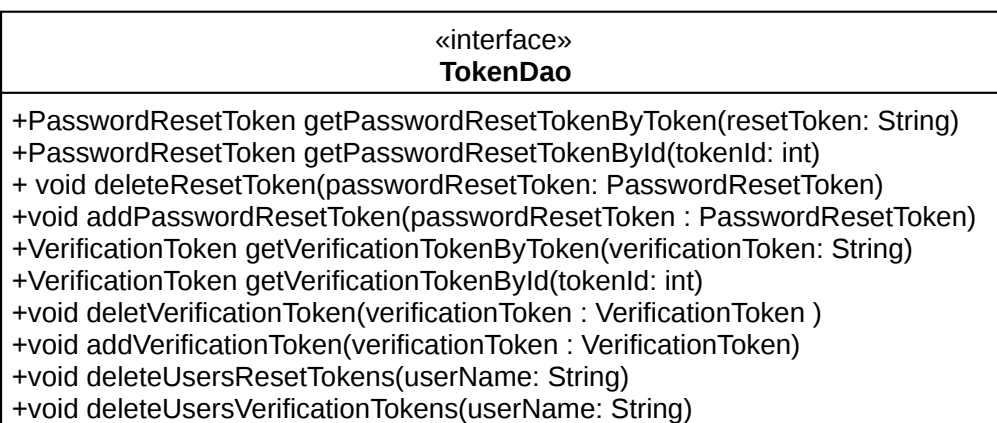 «interface»
TokenDao
+PasswordResetToken getPasswordResetTokenByToken(resetToken: String)
+PasswordResetToken getPasswordResetTokenById(tokenId: int)
+ void deleteResetToken(passwordResetToken: PasswordResetToken)
+void addPasswordResetToken(passwordResetToken : PasswordResetToken)
+VerificationToken getVerificationTokenByToken(verificationToken: String)
+VerificationToken getVerificationTokenById(tokenId: int)
+void deletVerificationToken(verificationToken : VerificationToken )
+void addVerificationToken(verificationToken : VerificationToken)
+void deleteUsersResetTokens(userName: String)
+void deleteUsersVerificationTokens(userName: String)